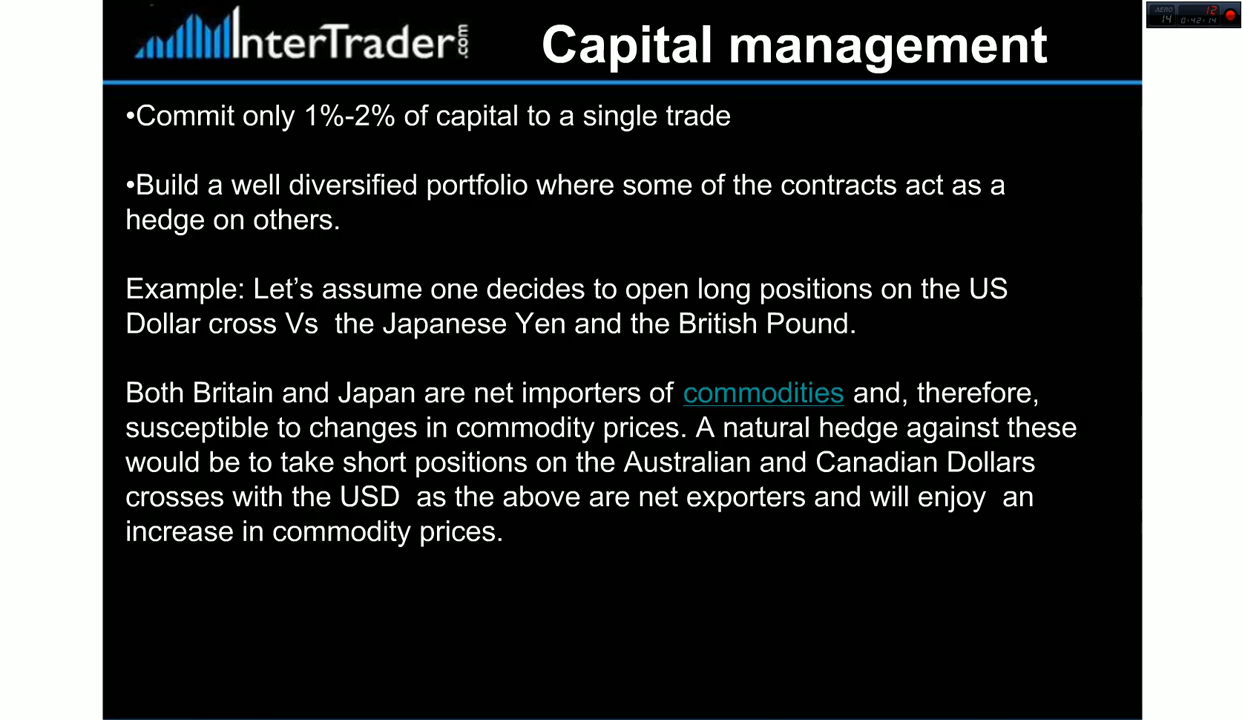 InterTrader.com
Capital management
•Commit only 1%-2% of capital to a single trade
•Build a well diversified portfolio where some of the contracts act as a
hedge on others.
Example: Let’s assume one decides to open long positions on the US
Dollar cross Vs the Japanese Yen and the British Pound.
Both Britain and Japan are net importers of commodities and, therefore,
susceptible to changes in commodity prices. A natural hedge against these
would be to take short positions on the Australian and Canadian Dollars
crosses with the USD as the above are net exporters and will enjoy an
increase in commodity prices.
12
14 0:42:14